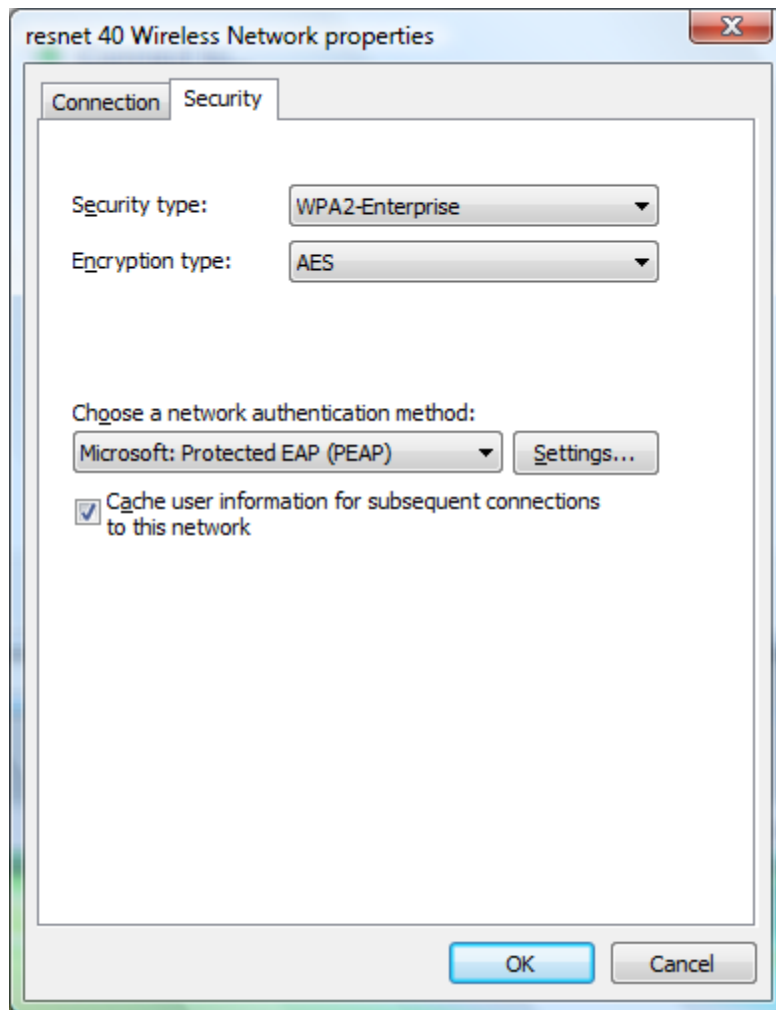 resnet 40 Wireless Network properties
X
Connection
Security
Security type:
WPA2-Enterprise
Encryption type:
AES
Choose a network authentication method:
Microsoft: Protected EAP (PEAP)
Settings...
Cache user information for subsequent connections
to this network
OK
Cancel